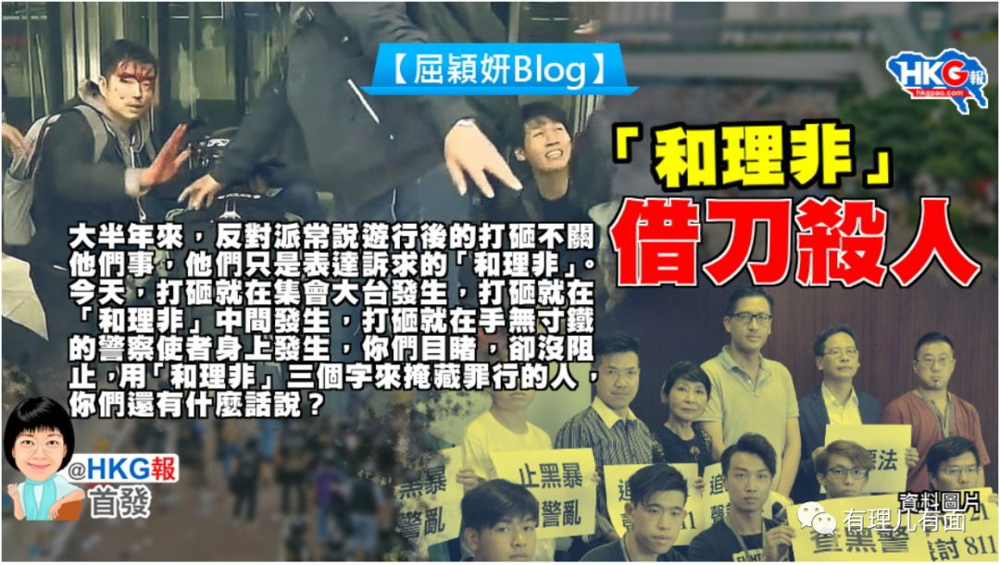 【屈穎妍Blog】
HKG報
hkgpao.com
「和理非」
借刀殺人
大半年來，反對派常說遊行後的打砸不關
他們事，他們只是表達訴求的「和理非」。
今天，打砸就在集會大台發生，打砸就在
「和理非」中間發生，打砸就在手無寸鐵
的警察使者身上發生，你們目睹，卻沒阻
止，用「和理非」三個字來掩藏罪行的人，
你們還有什麼話說？
@HKG報
首發
止黑暴
警亂
黑暴
警亂
追
聲討
11
查黑警
21
聲討 811
資料圖片
有理儿有面